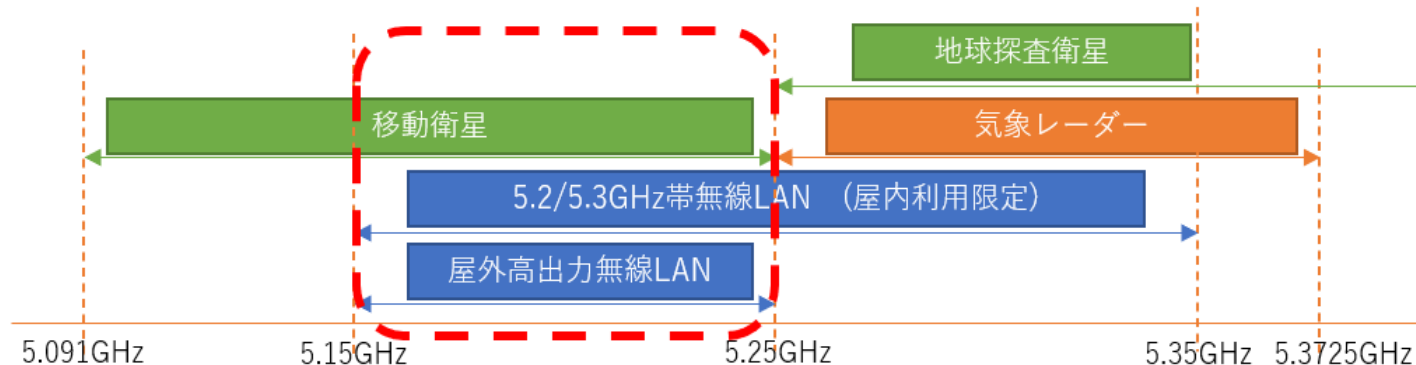 地球探査衛星
移動衛星
気象レーダー
5.2/5.3GHz帯無線LAN　(屋内利用限定)
屋外高出力無線LAN
5.091GHz
5.15GHz
5.25GHz
5.35GHz
5.3725GHz